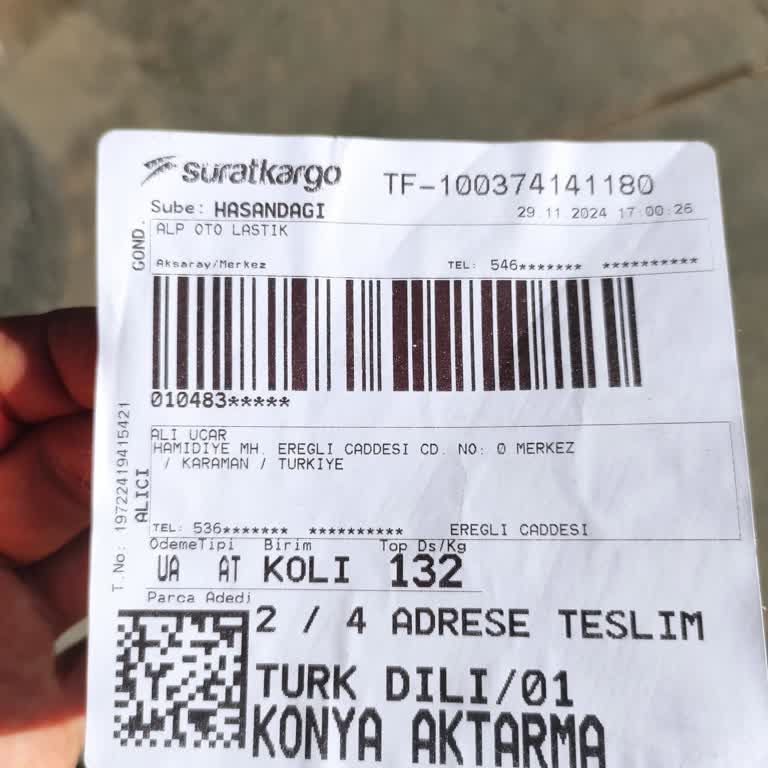 suratkargo TF-100374141180
Sube: HASANDAGI 29.11.2024 17:00:26
GOND.
ALP OTO LASTIK
Aksaray/Merkez TEL: 546******* **********
010483*****
T.No: 19722419415421
ALICI
ALI UCAR
HAMIDIYE MH. EREGLI CADDESI CD. NO: 0 MERKEZ
/ KARAMAN / TURKIYE
TEL: 536******* ********** EREGLI CADDESI
OdemeTipi Birim Top Ds/Kg
UA AT KOLI 132
Parca Adedi
2 / 4 ADRESE TESLIM
TURK DILI/01
KONYA AKTARMA